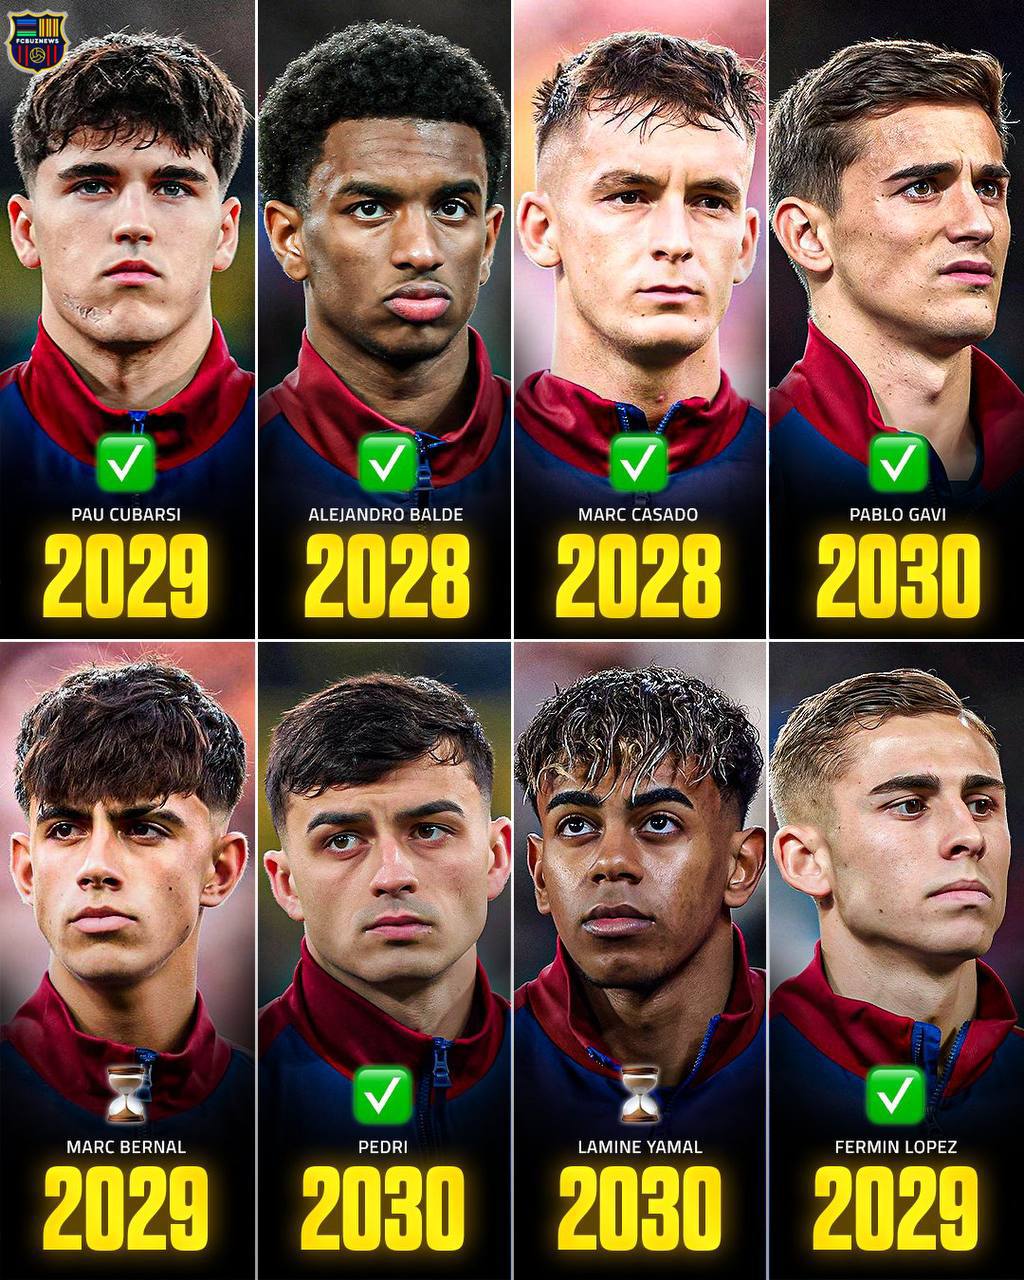 FCBUZNEWS
PAU CUBARSI
2029
ALEJANDRO BALDE
2028
MARC CASADO
2028
PABLO GAVI
2030
MARC BERNAL
2029
PEDRI
2030
LAMINE YAMAL
2030
FERMIN LOPEZ
2029